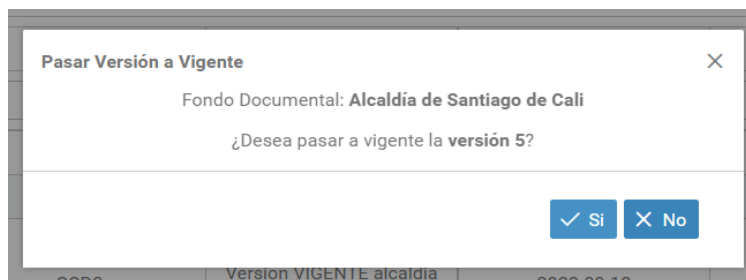 Pasar Versión a Vigente
Fondo Documental: Alcaldía de Santiago de Cali
¿Desea pasar a vigente la versión 5?
Si
No
Version VIGENTE alcaldia